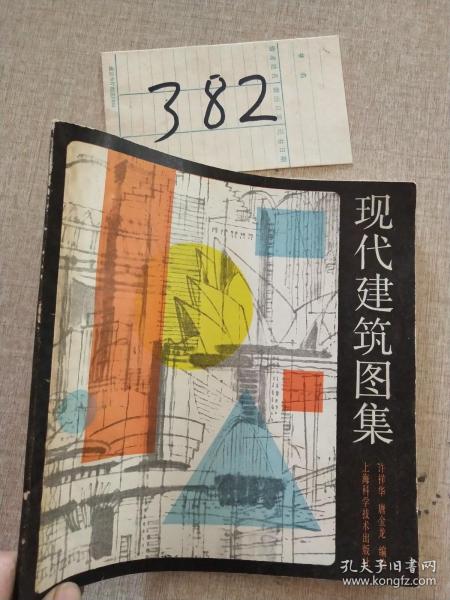 382
现代建筑图集
许祥华 唐金龙 编
上海科学技术出版社
孔夫子旧书网
www.kongfz.com